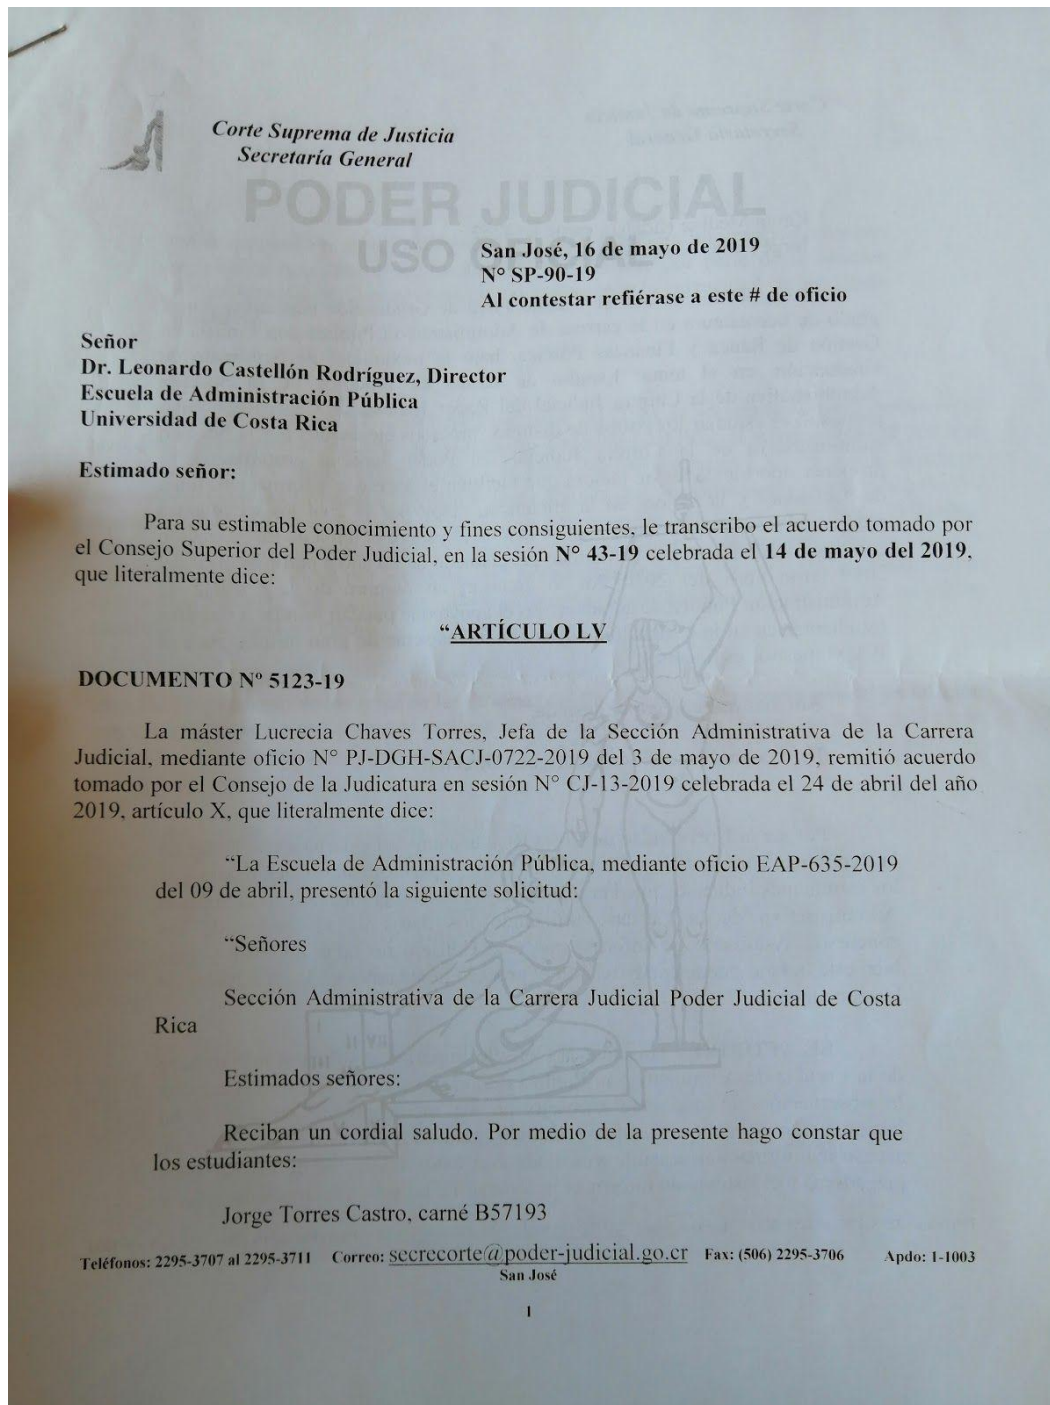 Corte Suprema de Justicia
Secretaría General
PODER JUDICIAL
USO OFICIAL
San José, 16 de mayo de 2019
N° SP-90-19
Al contestar refiérase a este # de oficio
Señor
Dr. Leonardo Castellón Rodríguez, Director
Escuela de Administración Pública
Universidad de Costa Rica
Estimado señor:
Para su estimable conocimiento y fines consiguientes, le transcribo el acuerdo tomado por
el Consejo Superior del Poder Judicial, en la sesión N° 43-19 celebrada el 14 de mayo del 2019,
que literalmente dice:
“ARTÍCULO LV
DOCUMENTO Nº 5123-19
La máster Lucrecia Chaves Torres, Jefa de la Sección Administrativa de la Carrera
Judicial, mediante oficio N° PJ-DGH-SACJ-0722-2019 del 3 de mayo de 2019, remitió acuerdo
tomado por el Consejo de la Judicatura en sesión N° CJ-13-2019 celebrada el 24 de abril del año
2019, artículo X, que literalmente dice:
“La Escuela de Administración Pública, mediante oficio EAP-635-2019
del 09 de abril, presentó la siguiente solicitud:
“Señores
Sección Administrativa de la Carrera Judicial Poder Judicial de Costa
Rica
Estimados señores:
Reciban un cordial saludo. Por medio de la presente hago constar que
los estudiantes:
Jorge Torres Castro, carné B57193
Teléfonos: 2295-3707 al 2295-3711 Correo: secrecorte@poder-judicial.go.cr Fax: (506) 2295-3706 Apdo: 1-1003
San José
1